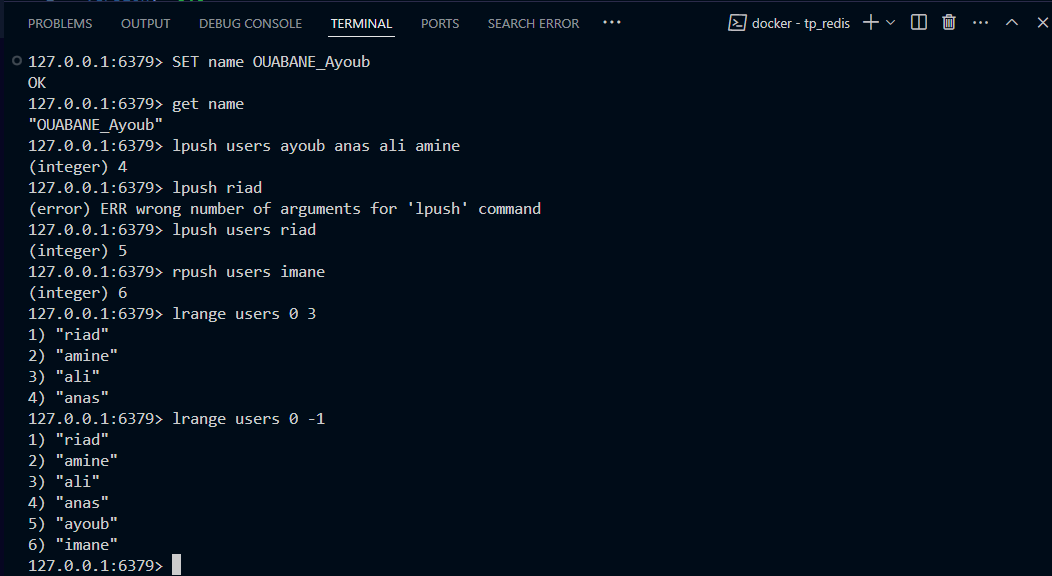 PROBLEMS OUTPUT DEBUG CONSOLE TERMINAL PORTS SEARCH ERROR ··· docker - tp_redis ···
127.0.0.1:6379> SET name OUABANE_Ayoub
OK
127.0.0.1:6379> get name
"OUABANE_Ayoub"
127.0.0.1:6379> lpush users ayoub anas ali amine
(integer) 4
127.0.0.1:6379> lpush riad
(error) ERR wrong number of arguments for 'lpush' command
127.0.0.1:6379> lpush users riad
(integer) 5
127.0.0.1:6379> rpush users imane
(integer) 6
127.0.0.1:6379> lrange users 0 3
1) "riad"
2) "amine"
3) "ali"
4) "anas"
127.0.0.1:6379> lrange users 0 -1
1) "riad"
2) "amine"
3) "ali"
4) "anas"
5) "ayoub"
6) "imane"
127.0.0.1:6379>